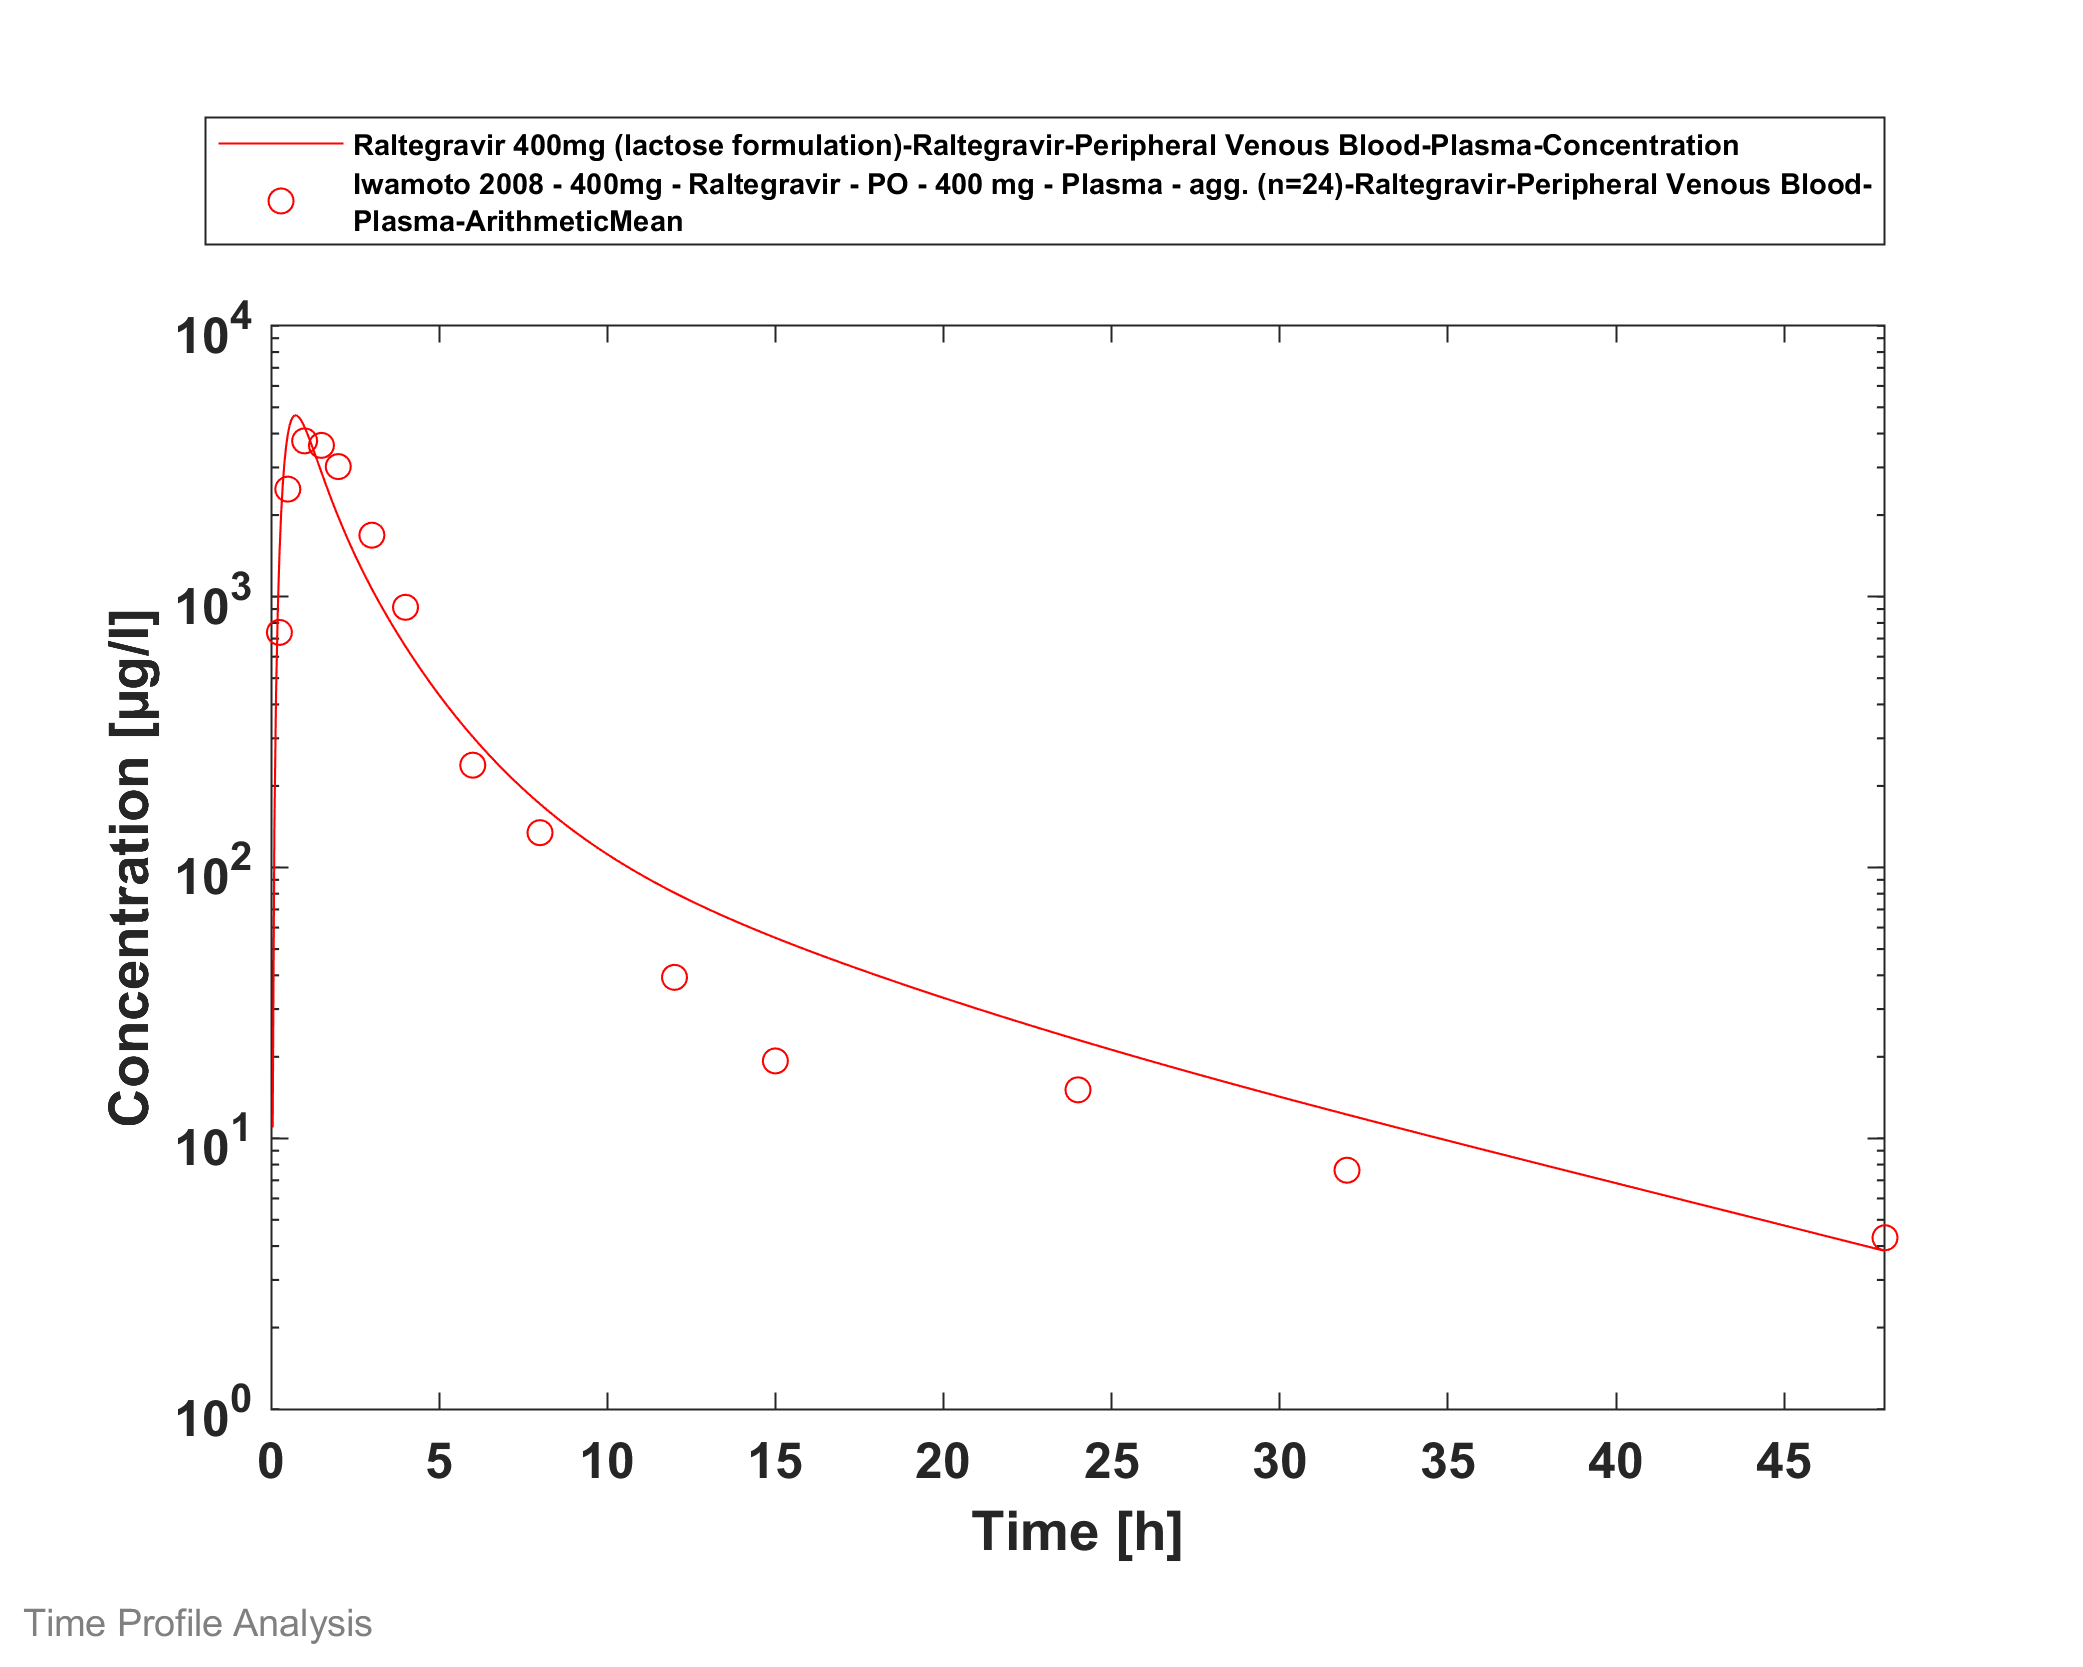 Raltegravir 400mg (lactose formulation)-Raltegravir-Peripheral Venous Blood-Plasma-Concentration
Iwamoto 2008 - 400mg - Raltegravir - PO - 400 mg - Plasma - agg. (n=24)-Raltegravir-Peripheral Venous Blood-
Plasma-ArithmeticMean
10^4
10^3
10^2
10^1
10^0
Concentration [µg/l]
0 5 10 15 20 25 30 35 40 45
Time [h]
Time Profile Analysis